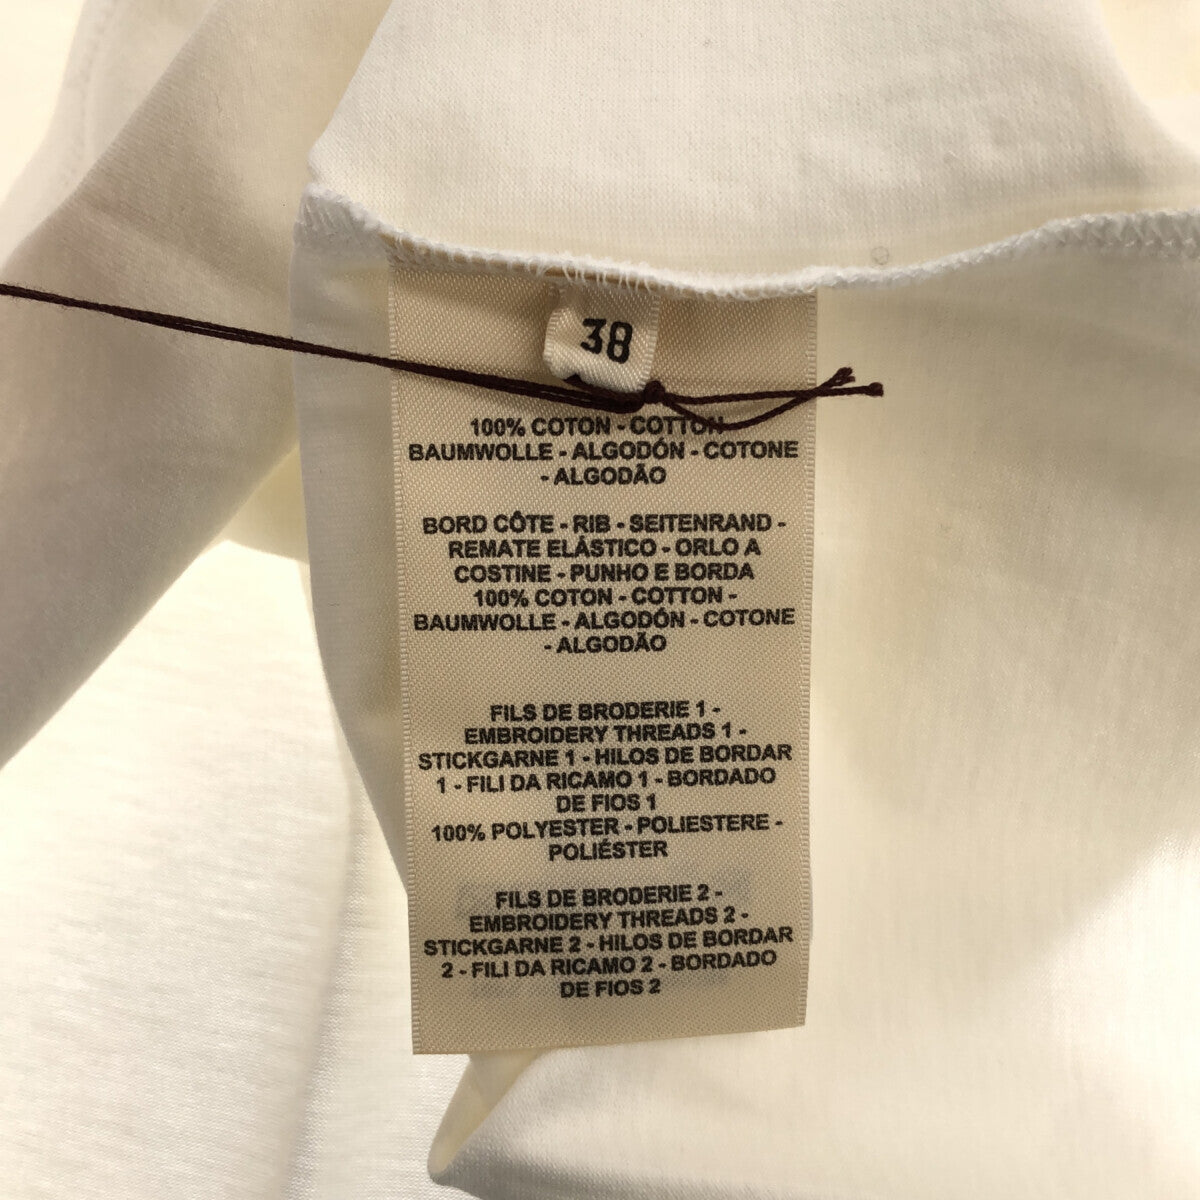 38
100% COTON - COTTON
BAUMWOLLE - ALGODÓN - COTONE
- ALGODÃO
BORD CÔTE - RIB - SEITENRAND -
REMATE ELÁSTICO - ORLO A
COSTINE - PUNHO E BORDA
100% COTON - COTTON -
BAUMWOLLE - ALGODÓN - COTONE
- ALGODÃO
FILS DE BRODERIE 1 -
EMBROIDERY THREADS 1 -
STICKGARNE 1 - HILOS DE BORDAR
1 - FILI DA RICAMO 1 - BORDADO
DE FIOS 1
100% POLYESTER - POLIESTERE -
POLIÉSTER
FILS DE BRODERIE 2 -
EMBROIDERY THREADS 2 -
STICKGARNE 2 - HILOS DE BORDAR
2 - FILI DA RICAMO 2 - BORDADO
DE FIOS 2